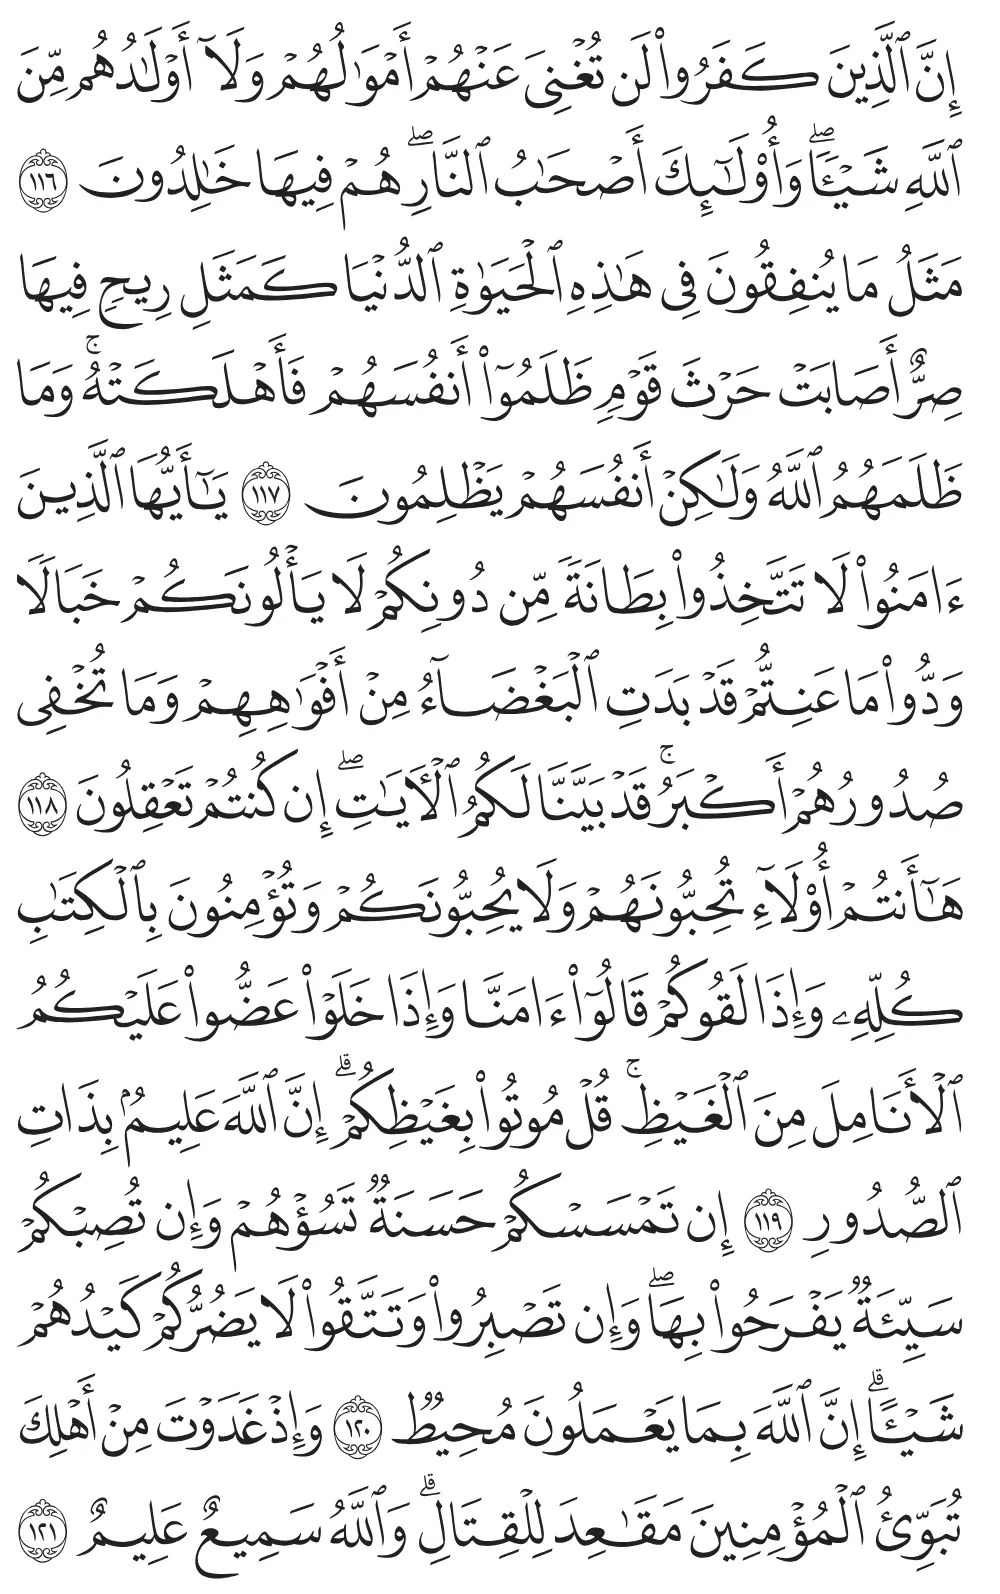 إِنَّ ٱلَّذِينَ كَفَرُوا۟ لَن تُغْنِىَ عَنْهُمْ أَمْوَٰلُهُمْ وَلَآ أَوْلَـٰدُهُم مِّنَ
ٱللَّهِ شَيْـًٔا ۖ وَأُو۟لَـٰٓئِكَ أَصْحَـٰبُ ٱلنَّارِ ۖ هُمْ فِيهَا خَـٰلِدُونَ ١١٦
مَثَلُ مَا يُنفِقُونَ فِى هَـٰذِهِ ٱلْحَيَوٰةِ ٱلدُّنْيَا كَمَثَلِ رِيحٍ فِيهَا
صِرٌّ أَصَابَتْ حَرْثَ قَوْمٍ ظَلَمُوٓا۟ أَنفُسَهُمْ فَأَهْلَكَتْهُ ۚ وَمَا
ظَلَمَهُمُ ٱللَّهُ وَلَـٰكِنْ أَنفُسَهُمْ يَظْلِمُونَ ١١٧ يَـٰٓأَيُّهَا ٱلَّذِينَ
ءَامَنُوا۟ لَا تَتَّخِذُوا۟ بِطَانَةً مِّن دُونِكُمْ لَا يَأْلُونَكُمْ خَبَالًا
وَدُّوا۟ مَا عَنِتُّمْ قَدْ بَدَتِ ٱلْبَغْضَآءُ مِنْ أَفْوَٰهِهِمْ وَمَا تُخْفِى
صُدُورُهُمْ أَكْبَرُ ۚ قَدْ بَيَّنَّا لَكُمُ ٱلْـَٔايَـٰتِ ۖ إِن كُنتُمْ تَعْقِلُونَ ١١٨
هَـٰٓأَنتُمْ أُو۟لَآءِ تُحِبُّونَهُمْ وَلَا يُحِبُّونَكُمْ وَتُؤْمِنُونَ بِٱلْكِتَـٰبِ
كُلِّهِۦ وَإِذَا لَقُوكُمْ قَالُوٓا۟ ءَامَنَّا وَإِذَا خَلَوْا۟ عَضُّوا۟ عَلَيْكُمُ
ٱلْأَنَامِلَ مِنَ ٱلْغَيْظِ ۚ قُلْ مُوتُوا۟ بِغَيْظِكُمْ ۗ إِنَّ ٱللَّهَ عَلِيمٌۢ بِذَاتِ
ٱلصُّدُورِ ١١٩ إِن تَمْسَسْكُمْ حَسَنَةٌ تَسُؤْهُمْ وَإِن تُصِبْكُمْ
سَيِّئَةٌ يَفْرَحُوا۟ بِهَا ۖ وَإِن تَصْبِرُوا۟ وَتَتَّقُوا۟ لَا يَضُرُّكُمْ كَيْدُهُمْ
شَيْـًٔا ۗ إِنَّ ٱللَّهَ بِمَا يَعْمَلُونَ مُحِيطٌ ١٢٠ وَإِذْ غَدَوْتَ مِنْ أَهْلِكَ
تُبَوِّئُ ٱلْمُؤْمِنِينَ مَقَـٰعِدَ لِلْقِتَالِ ۗ وَٱللَّهُ سَمِيعٌ عَلِيمٌ ١٢١